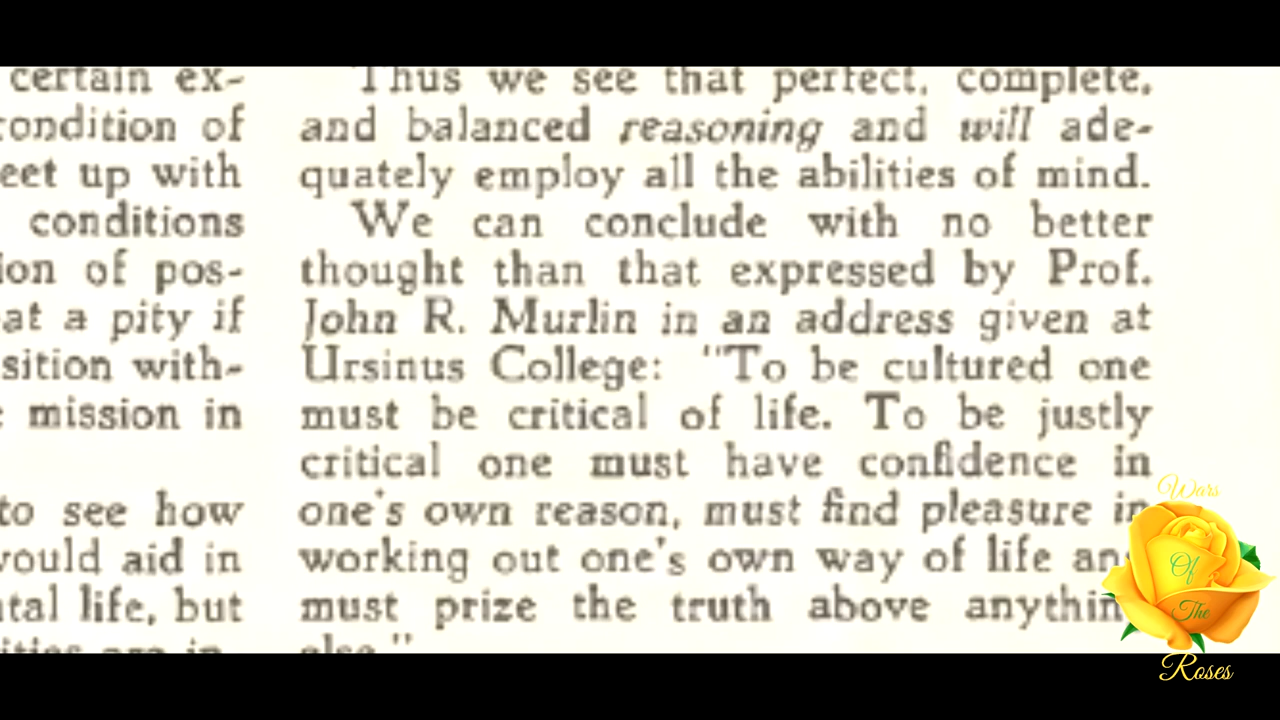 certain ex-
condition of
eet up with
conditions
ion of pos-
at a pity if
sition with-
mission in
to see how
would aid in
tal life, but
ities are in-
Thus we see that perfect, complete,
and balanced reasoning and will ade-
quately employ all the abilities of mind.
We can conclude with no better
thought than that expressed by Prof.
John R. Murlin in an address given at
Ursinus College: "To be cultured one
must be critical of life. To be justly
critical one must have confidence in
one's own reason, must find pleasure in
working out one's own way of life and
must prize the truth above anything
else."
Wars
Of
The
Roses